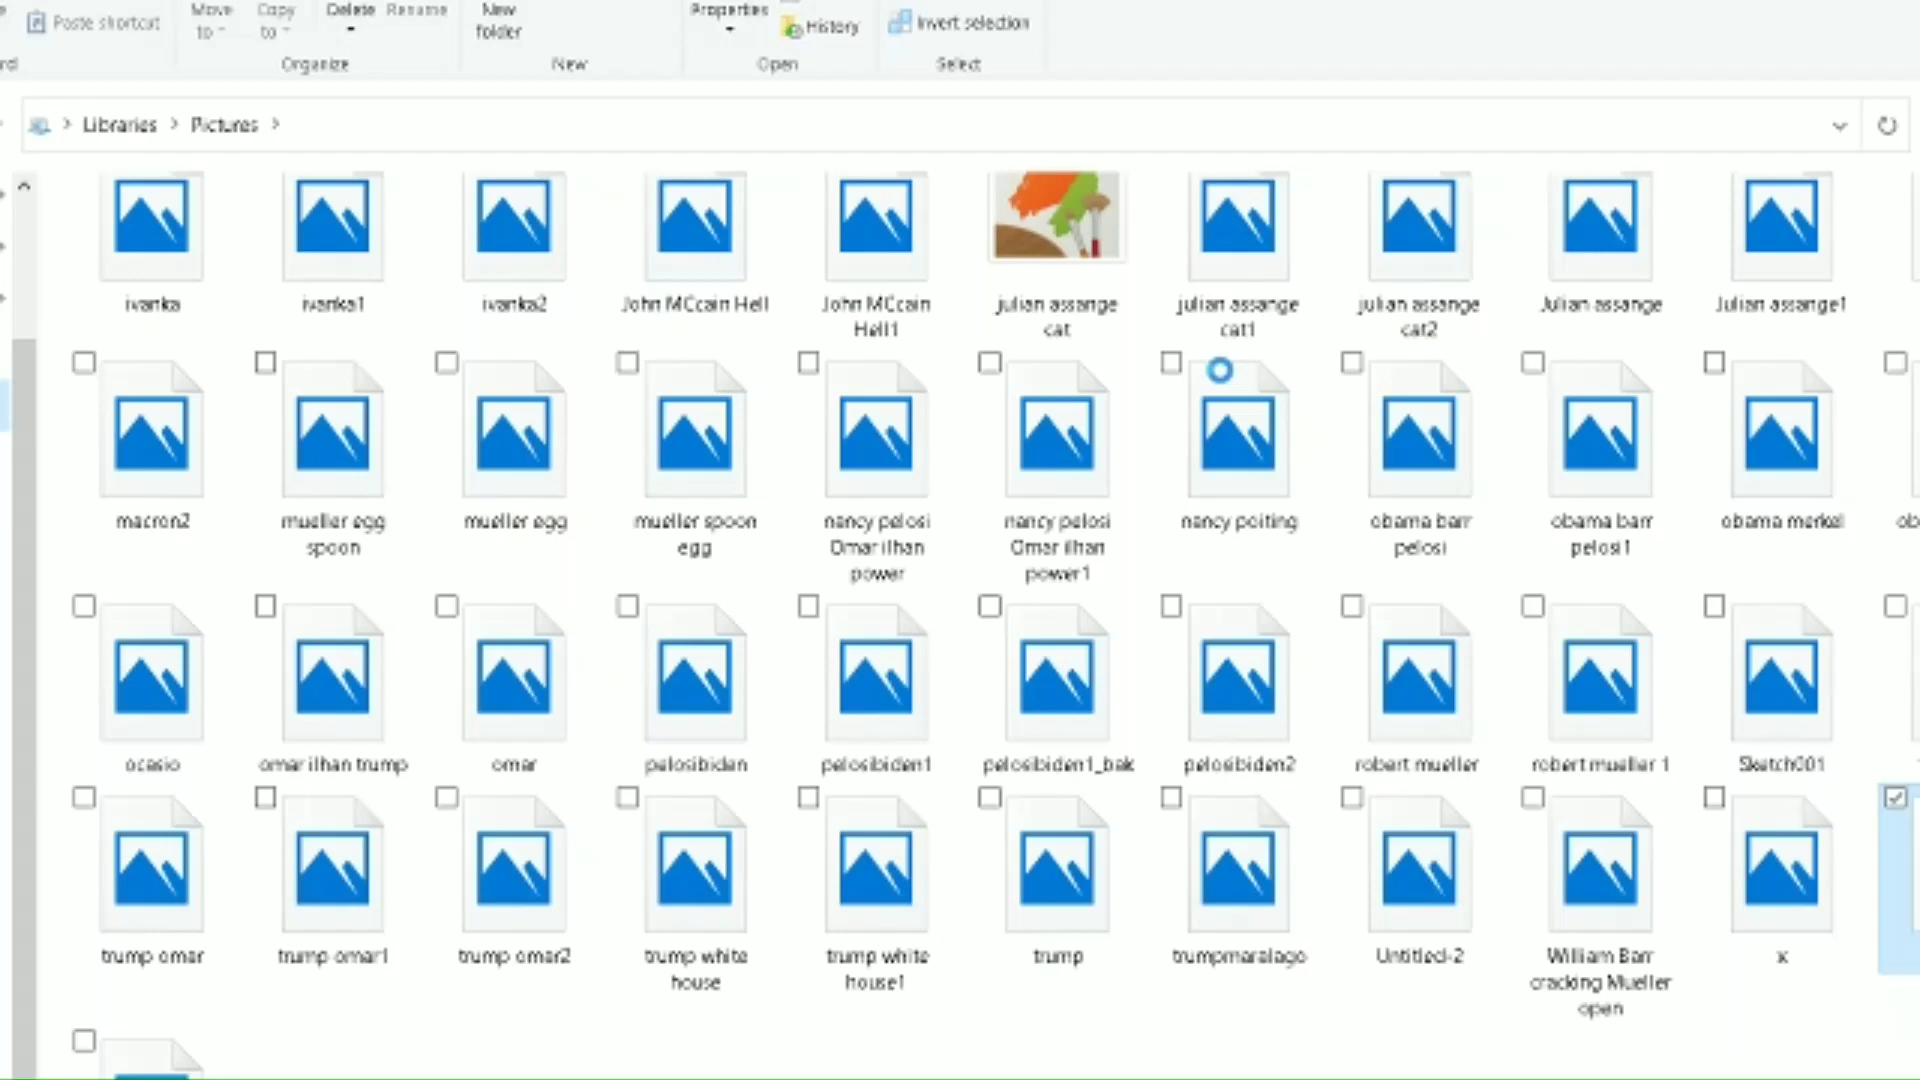 Paste shortcut
Move to
Copy to
Delete
Rename
New folder
Properties
History
Invert selection
Organize
New
Open
Select
Libraries > Pictures >
ivanka
ivanka1
ivanka2
John MCcain Hell
John MCcain Hell1
julian assange cat
julian assange cat1
julian assange cat2
Julian assange
Julian assange1
macron2
mueller egg spoon
mueller egg
mueller spoon egg
nancy pelosi Omar ilhan power
nancy pelosi Omar ilhan power1
nancy poiting
obama barr pelosi
obama barr pelosi1
obama merkel
ocasio
omar ilhan trump
omar
pelosibiden
pelosibiden1
pelosibiden1_bak
pelosibiden2
robert mueller
robert mueller 1
Sketch001
trump omar
trump omar1
trump omar2
trump white house
trump white house1
trump
trumpmaralago
Untitled-2
William Barr cracking Mueller open
x